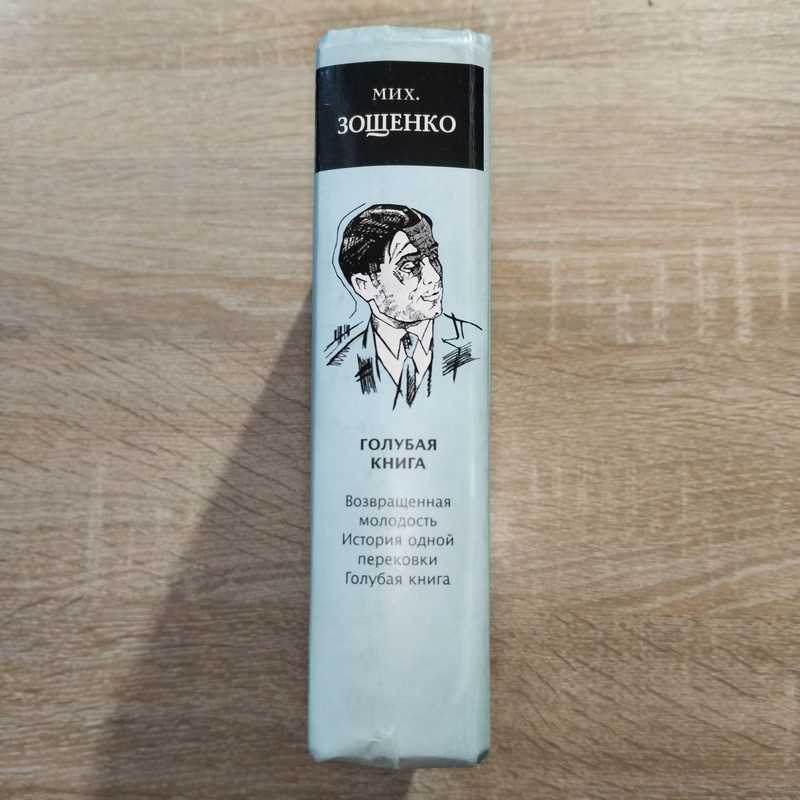 МИХ.
ЗОЩЕНКО
ГОЛУБАЯ
КНИГА
Возвращенная
молодость
История одной
перековки
Голубая книга